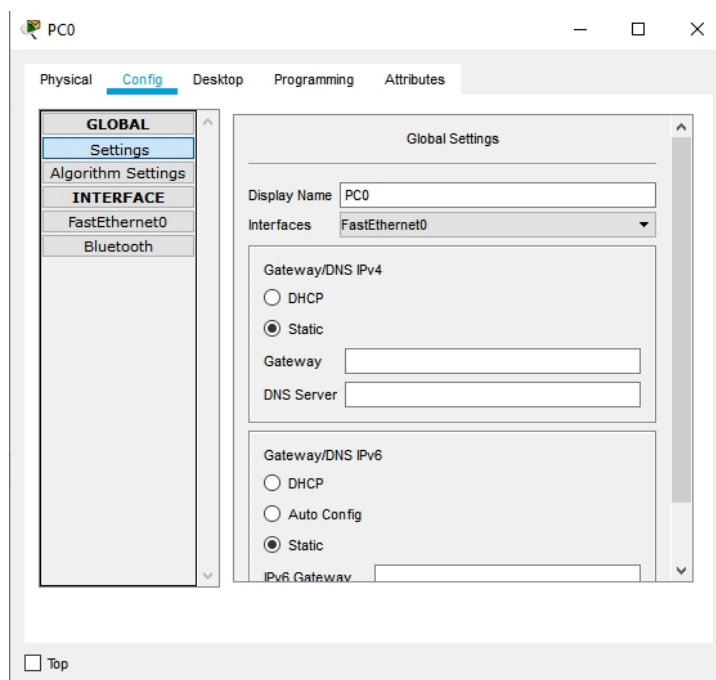 PC0
Physical Config Desktop Programming Attributes
GLOBAL
Settings
Algorithm Settings
INTERFACE
FastEthernet0
Bluetooth
Global Settings
Display Name PC0
Interfaces FastEthernet0
Gateway/DNS IPv4
DHCP
Static
Gateway
DNS Server
Gateway/DNS IPv6
DHCP
Auto Config
Static
IPv6 Gateway
Top